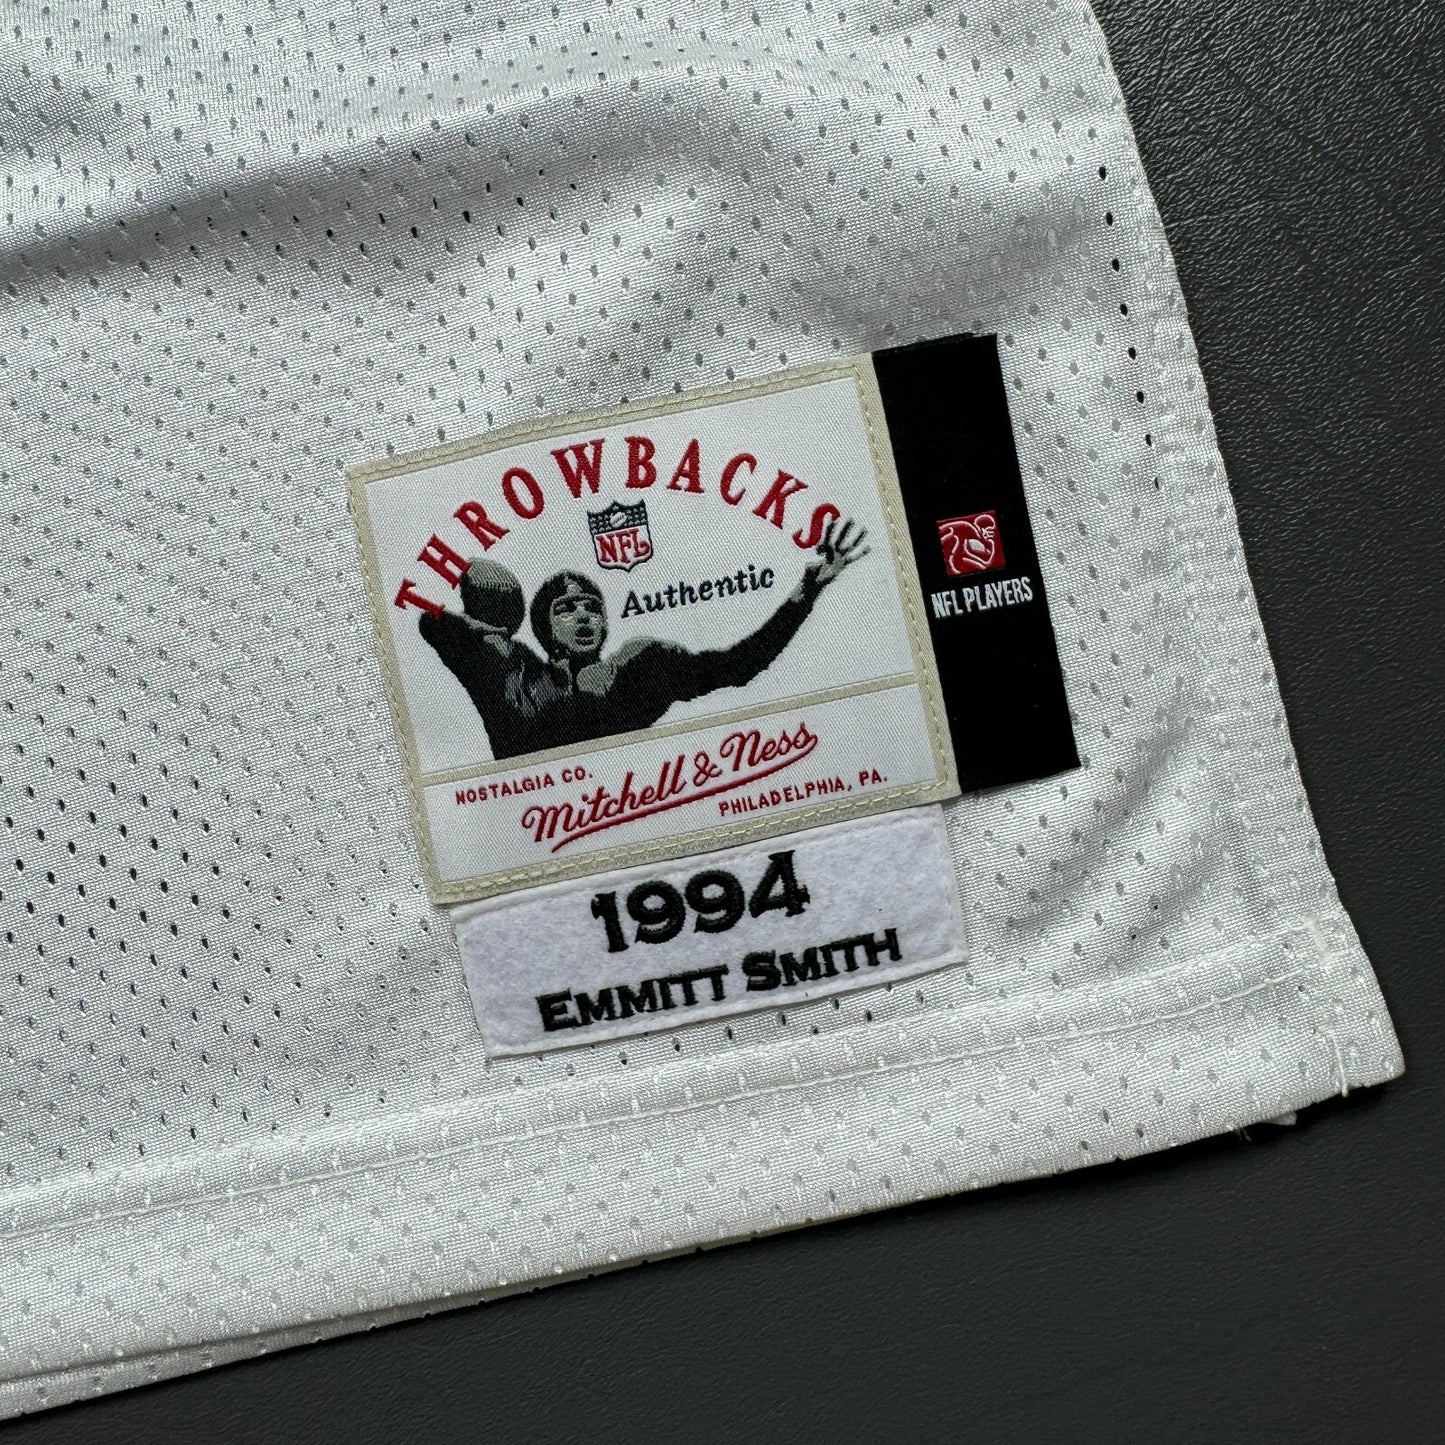 THROWBACKS
NFL
Authentic
NFL PLAYERS
NOSTALGIA CO.
Mitchell & Ness
PHILADELPHIA, PA.
1994
EMMITT SMITH